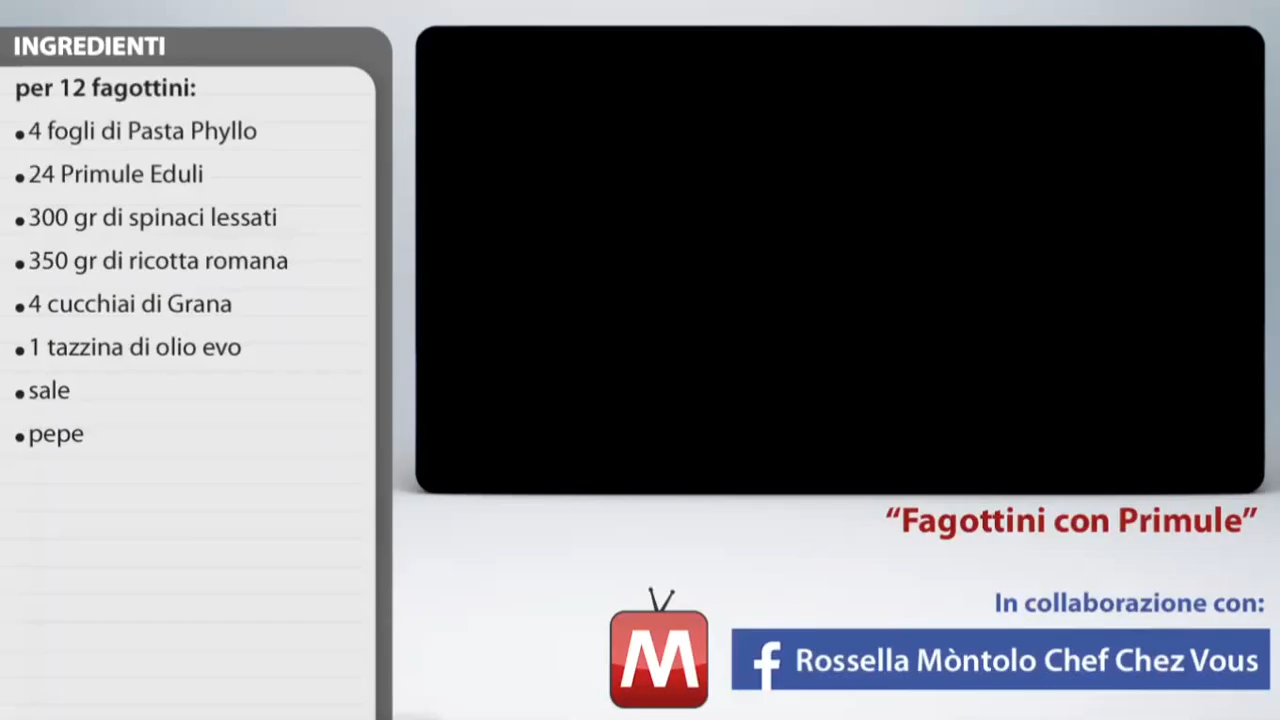 INGREDIENTI
per 12 fagottini:
• 4 fogli di Pasta Phyllo
• 24 Primule Eduli
• 300 gr di spinaci lessati
• 350 gr di ricotta romana
• 4 cucchiai di Grana
• 1 tazzina di olio evo
• sale
• pepe
“Fagottini con Primule”
In collaborazione con:
M
f Rossella Mòntolo Chef Chez Vous